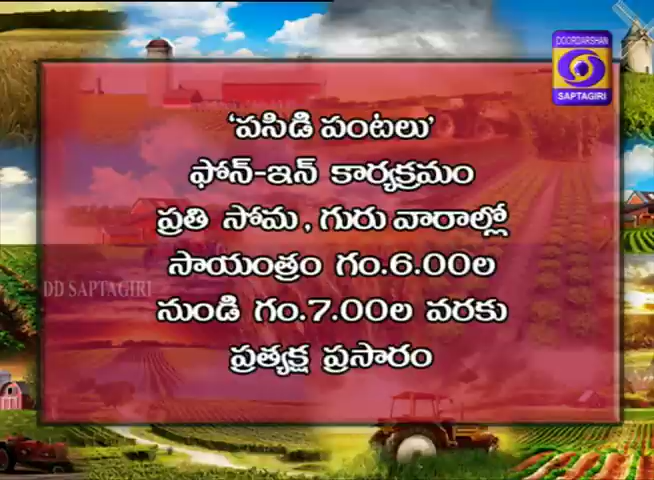 DOORDARSHAN
SAPTAGIRI
‘పసిడి పంటలు’
ఫోన్-ఇన్ కార్యక్రమం
ప్రతి సోమ, గురు వారాల్లో
సాయంత్రం గం.6.00ల
నుండి గం.7.00ల వరకు
ప్రత్యక్ష ప్రసారం
DD SAPTAGIRI